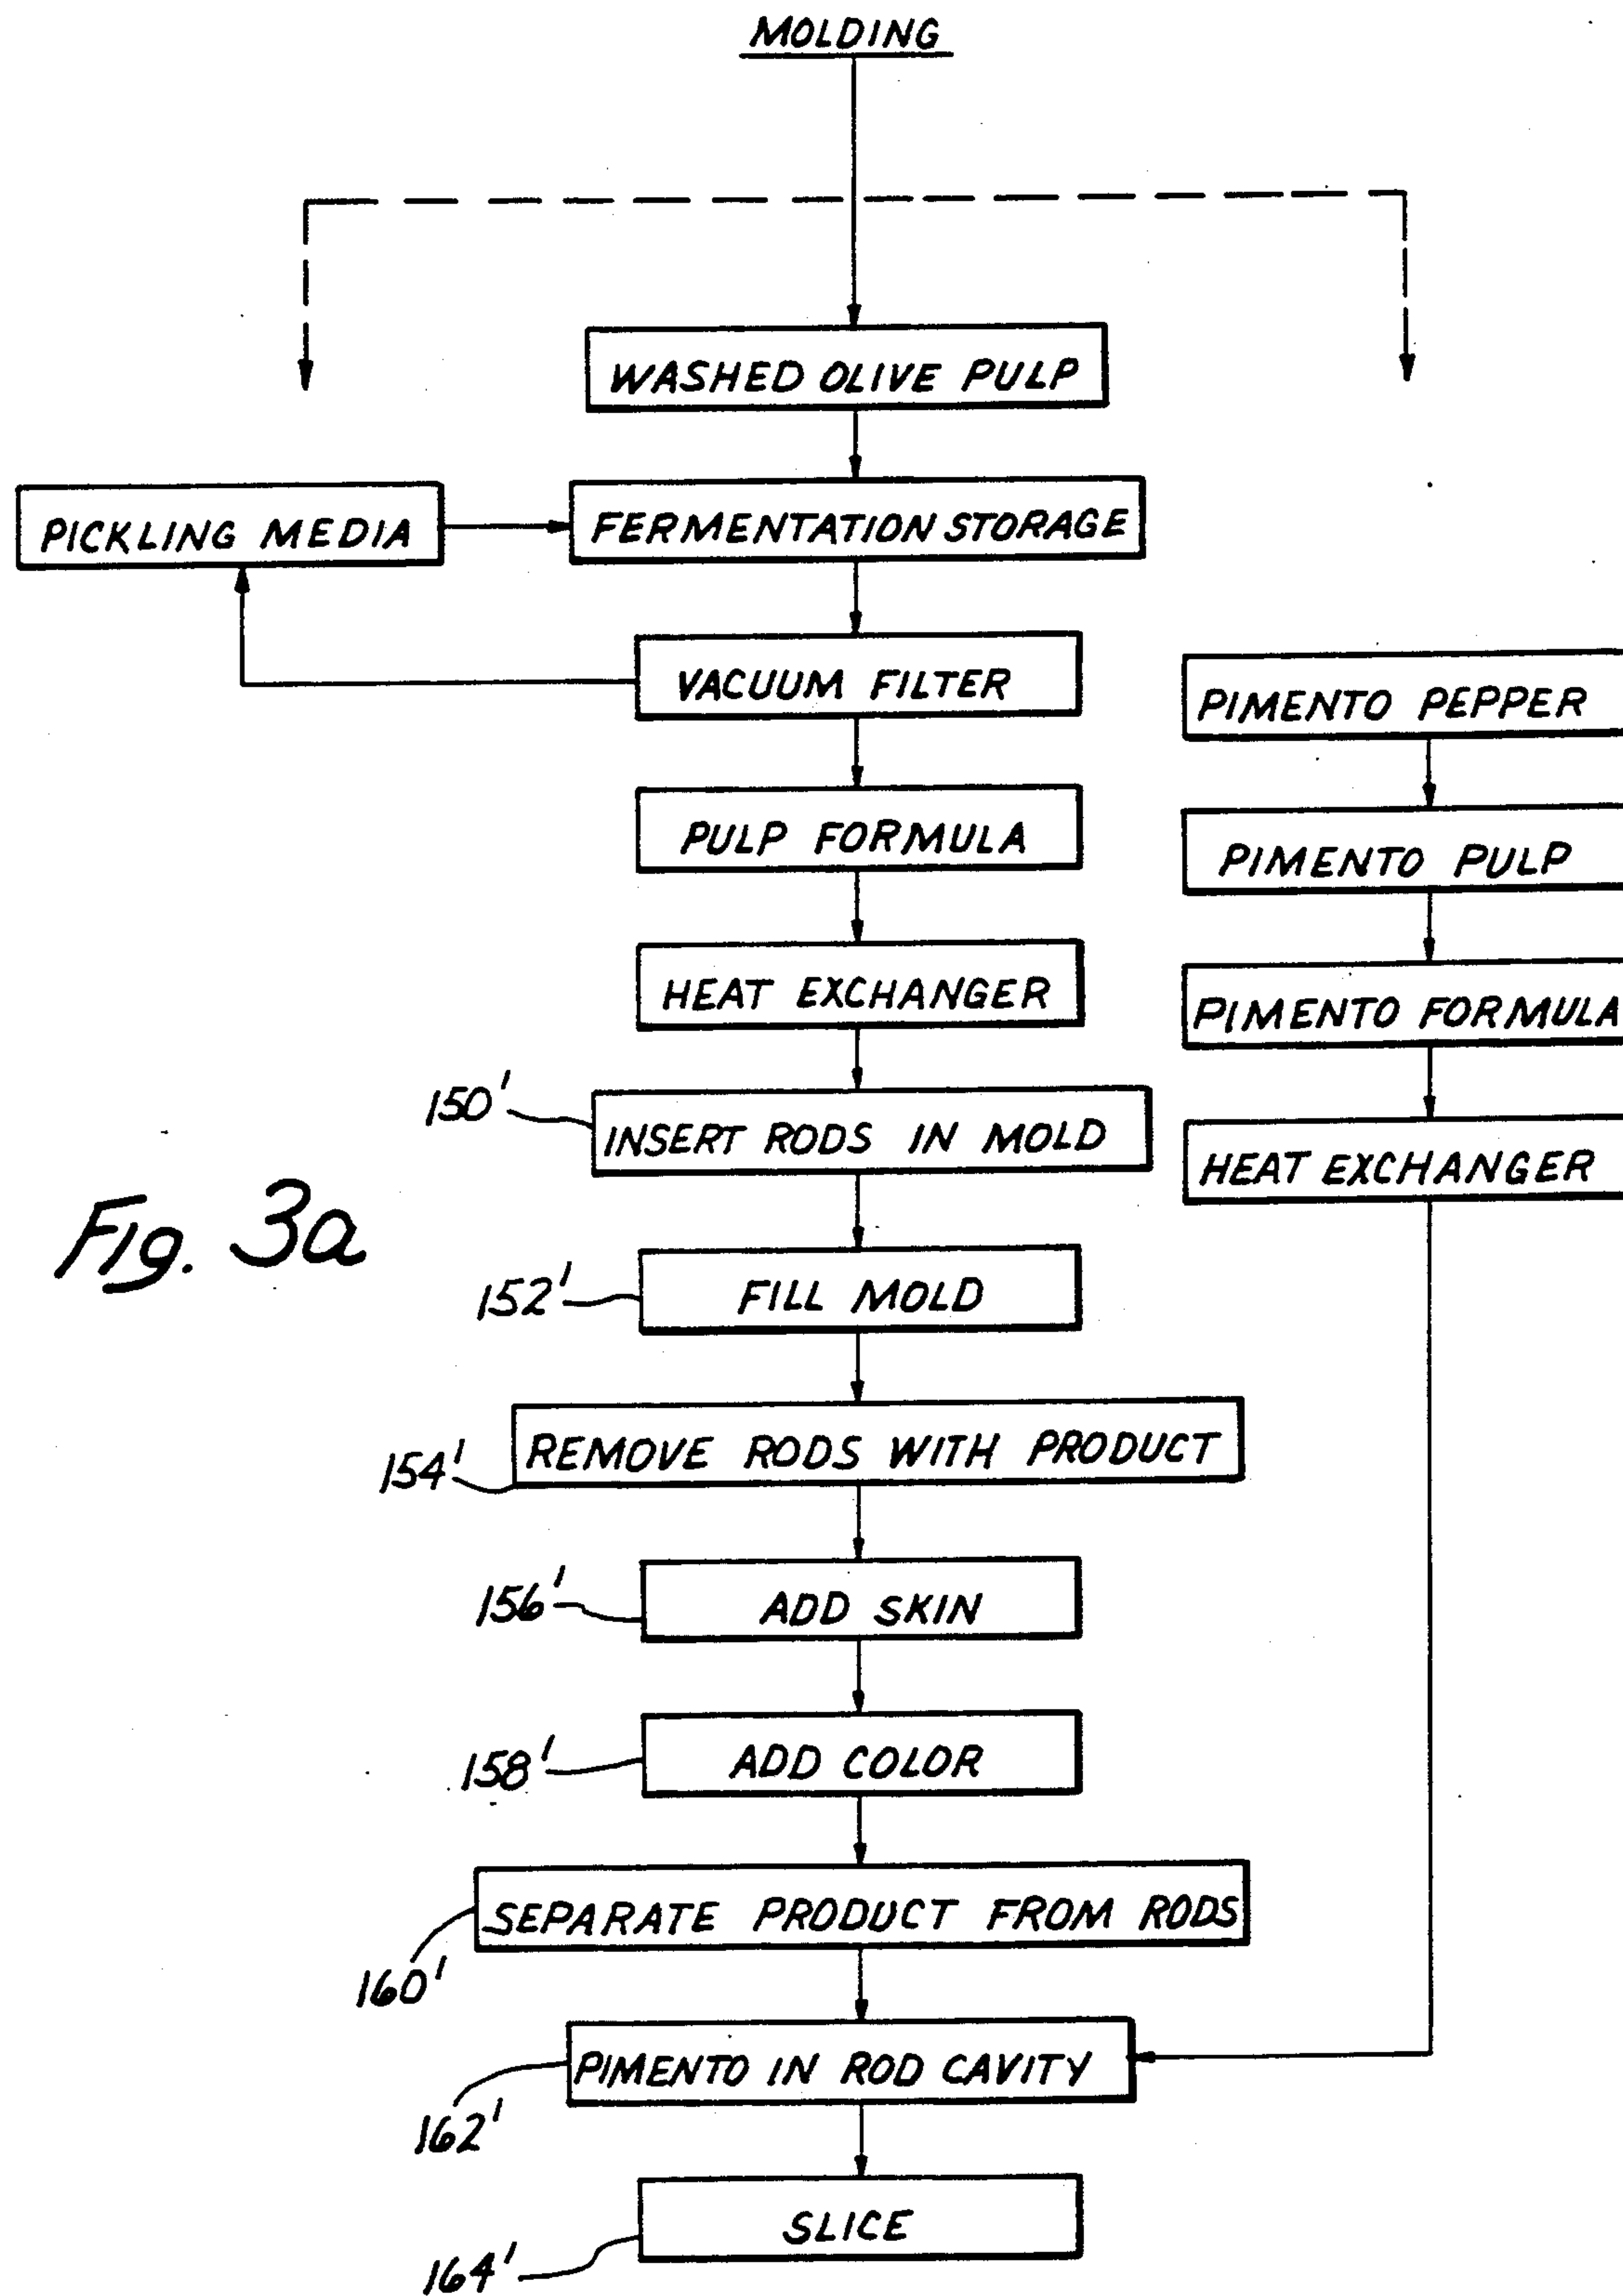 MOLDING
WASHED OLIVE PULP
PICKLING MEDIA
FERMENTATION STORAGE
VACUUM FILTER
PIMENTO PEPPER
PULP FORMULA
PIMENTO PULP
HEAT EXCHANGER
PIMENTO FORMULA
150'
INSERT RODS IN MOLD
HEAT EXCHANGER
Fig. 3a
152'
FILL MOLD
154'
REMOVE RODS WITH PRODUCT
156'
ADD SKIN
158'
ADD COLOR
160'
SEPARATE PRODUCT FROM RODS
162'
PIMENTO IN ROD CAVITY
164'
SLICE